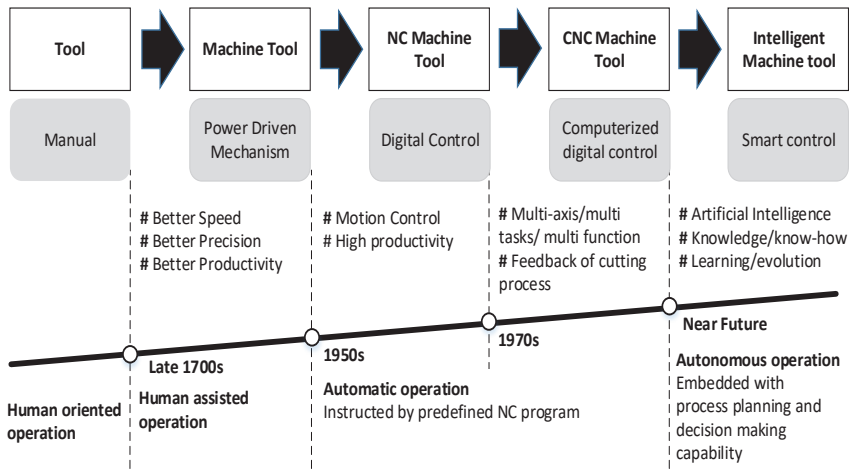 Tool
Machine Tool
NC Machine
Tool
CNC Machine
Tool
Intelligent
Machine tool
Manual
Power Driven
Mechanism
Digital Control
Computerized
digital control
Smart control
# Better Speed
# Better Precision
# Better Productivity
# Motion Control
# High productivity
# Multi-axis/multi
tasks/ multi function
# Feedback of cutting
process
# Artificial Intelligence
# Knowledge/know-how
# Learning/evolution
Late 1700s
1950s
1970s
Near Future
Human oriented
operation
Human assisted
operation
Automatic operation
Instructed by predefined NC program
Autonomous operation
Embedded with
process planning and
decision making
capability